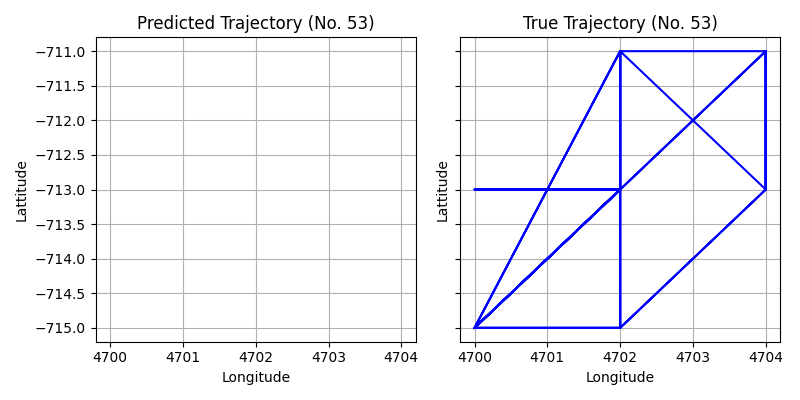 Predicted Trajectory (No. 53)
True Trajectory (No. 53)
−711.0
−711.5
−712.0
−712.5
−713.0
−713.5
−714.0
−714.5
−715.0
Lattitude
Lattitude
4700 4701 4702 4703 4704
4700 4701 4702 4703 4704
Longitude
Longitude